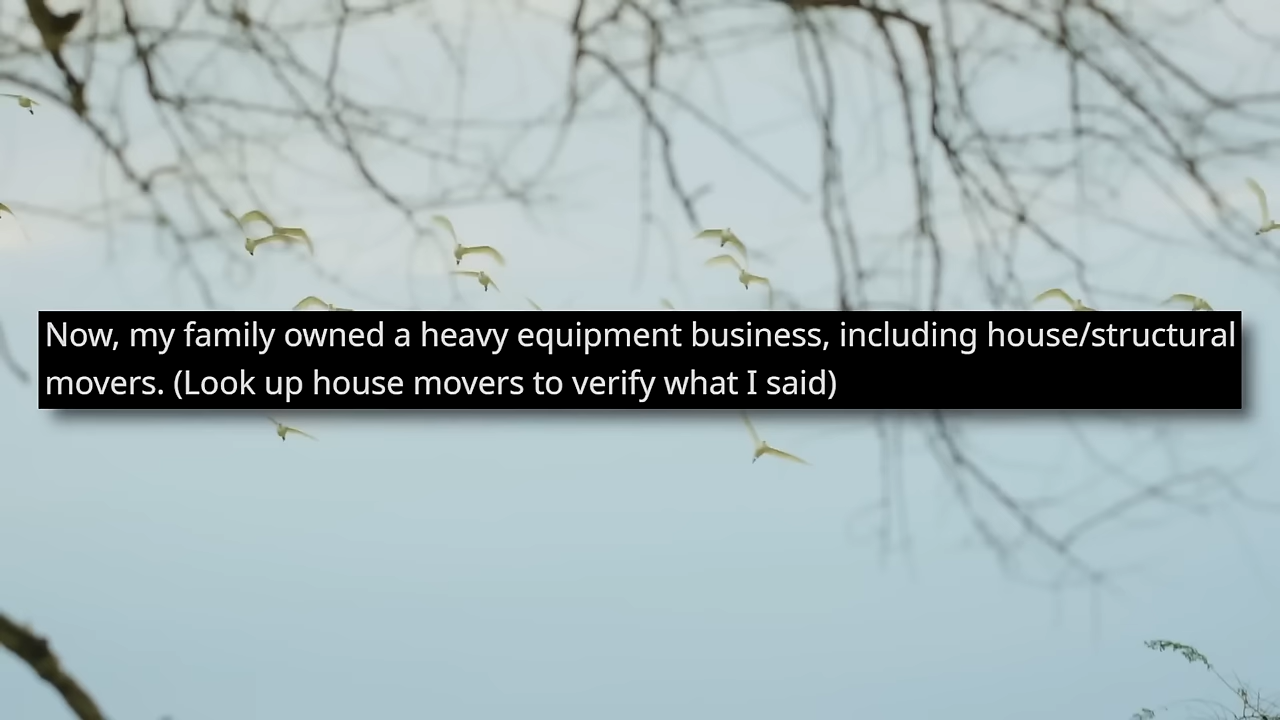 Now, my family owned a heavy equipment business, including house/structural
movers. (Look up house movers to verify what I said)